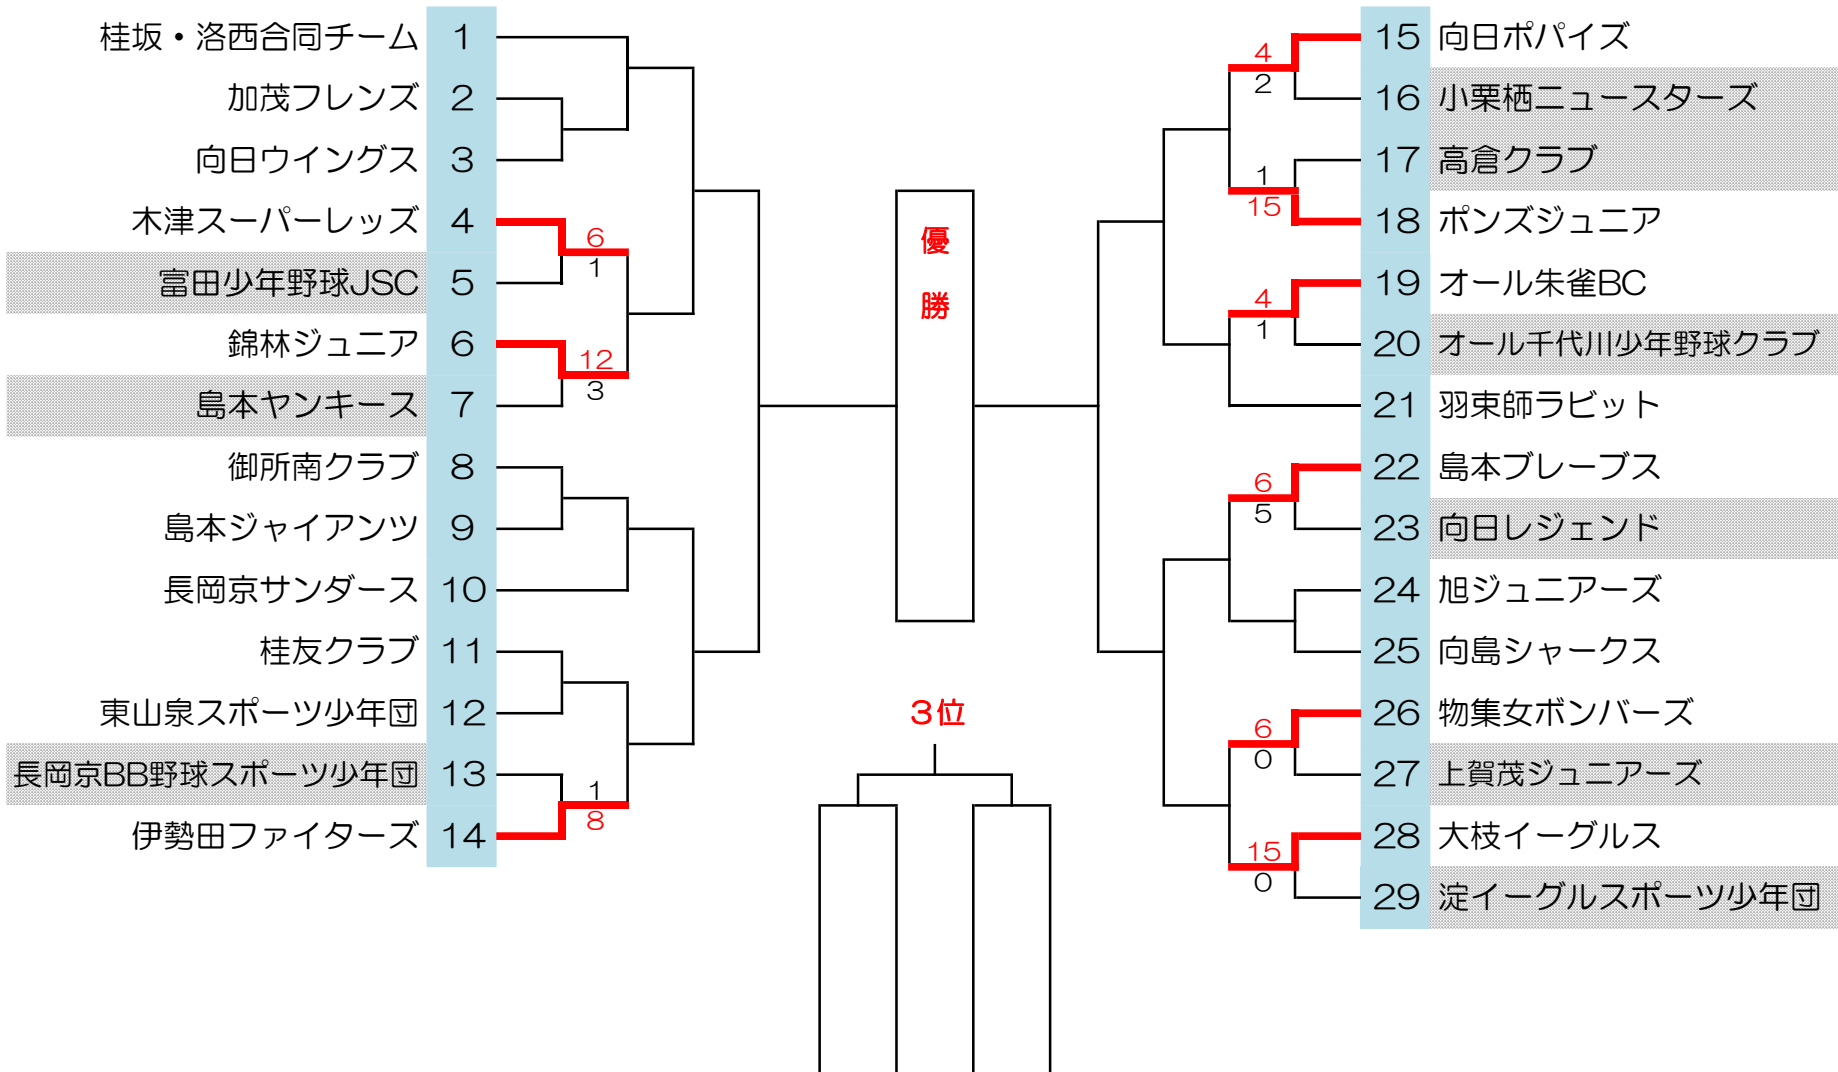 桂坂・洛西合同チーム 1
加茂フレンズ 2
向日ウイングス 3
木津スーパーレッズ 4
6
1
富田少年野球JSC 5
錦林ジュニア 6
12
3
島本ヤンキース 7
御所南クラブ 8
島本ジャイアンツ 9
長岡京サンダース 10
桂友クラブ 11
東山泉スポーツ少年団 12
長岡京BB野球スポーツ少年団 13
1
8
伊勢田ファイターズ 14
優
勝
3位
15 向日ポパイズ
4
2
16 小栗栖ニュースターズ
17 高倉クラブ
1
15
18 ポンズジュニア
19 オール朱雀BC
4
1
20 オール千代川少年野球クラブ
21 羽束師ラビット
22 島本ブレーブス
6
5
23 向日レジェンド
24 旭ジュニアーズ
25 向島シャークス
26 物集女ボンバーズ
6
0
27 上賀茂ジュニアーズ
28 大枝イーグルス
15
0
29 淀イーグルスポーツ少年団